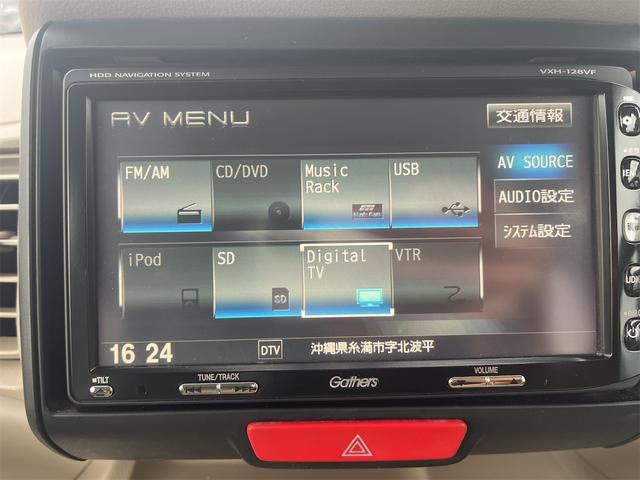 HDD NAVIGATION SYSTEM
VXH-128VF
AV MENU
交通情報
FM/AM
CD/DVD
Music Rack
USB
AV SOURCE
AUDIO設定
システム設定
iPod
SD
Digital TV
VTR
16 24
DTV
沖縄県糸満市字北波平
TILT
TUNE/TRACK
Gathers
VOLUME